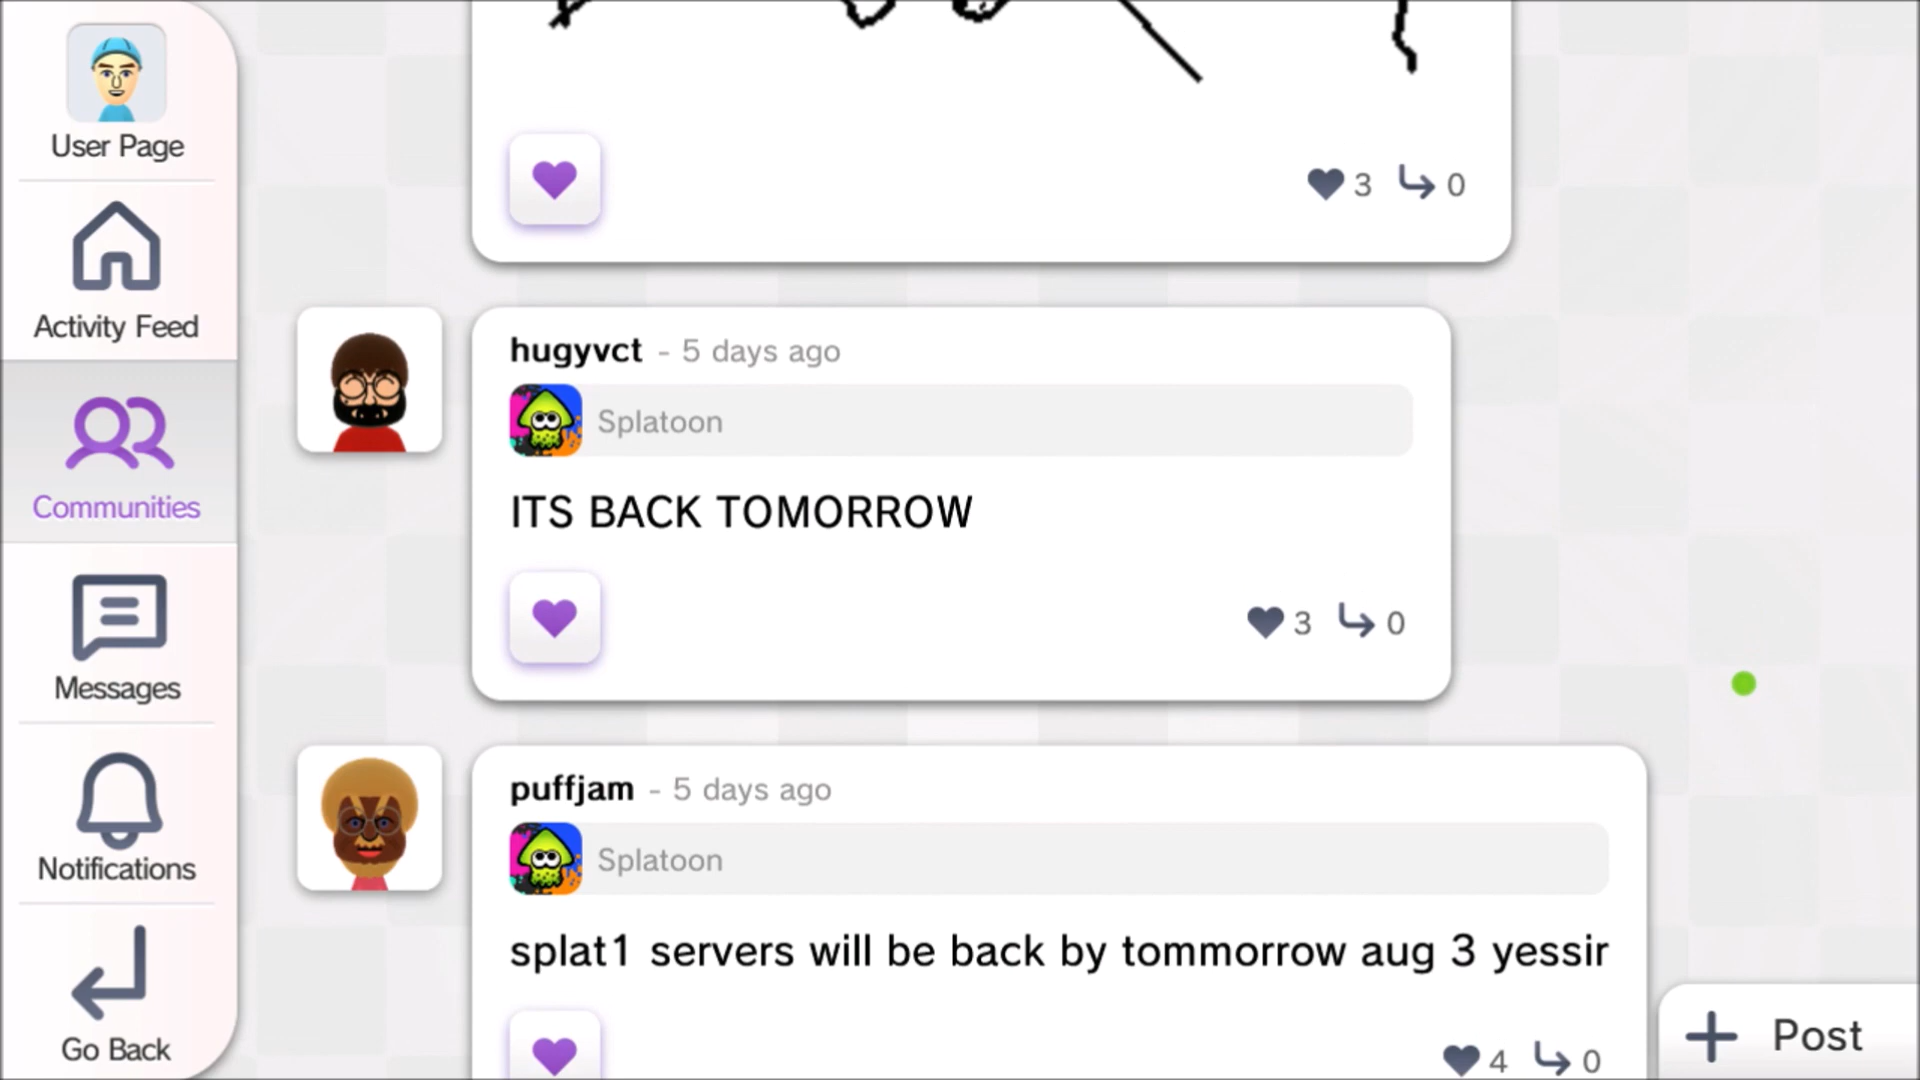 User Page
Activity Feed
Communities
Messages
Notifications
Go Back
3 0
hugyvct - 5 days ago
Splatoon
ITS BACK TOMORROW
3 0
puffjam - 5 days ago
Splatoon
splat1 servers will be back by tommorrow aug 3 yessir
4 0
+ Post